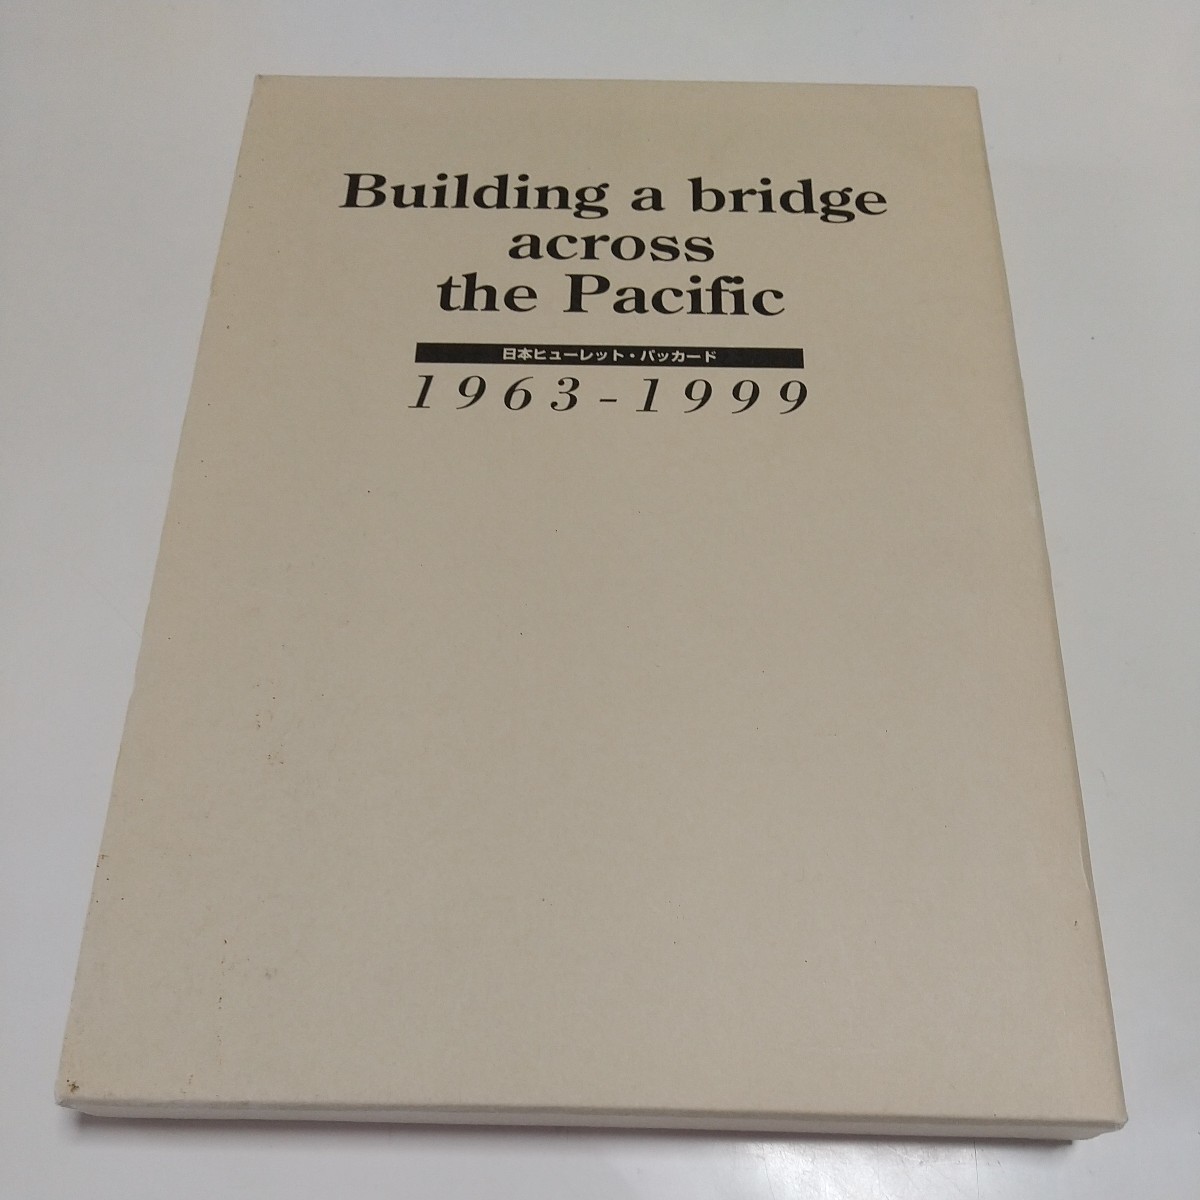 Building a bridge
across
the Pacific
日本ヒューレット・パッカード
1963-1999